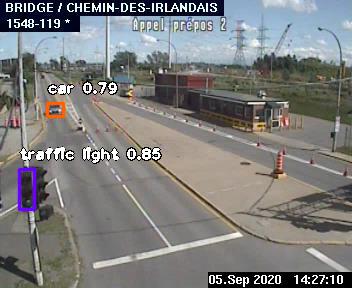 BRIDGE / CHEMIN-DES-IRLANDAIS
1548-119 *
Appel prépos 2
car 0.79
traffic light 0.85
05.Sep 2020 14:27:10